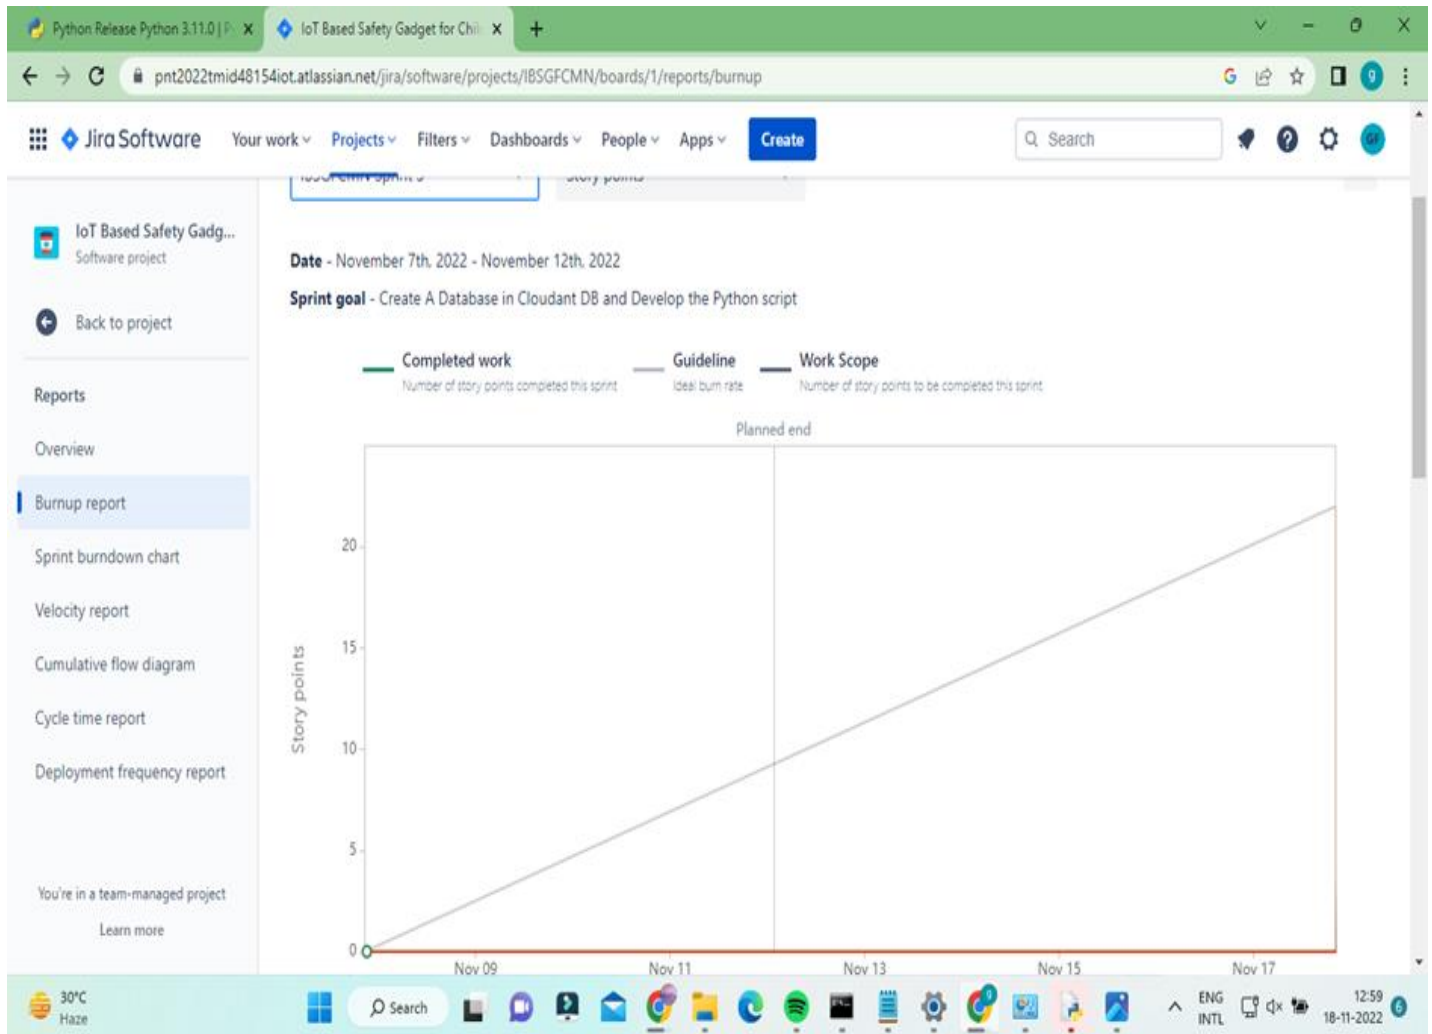 Python Release Python 3.11.0 | P
IoT Based Safety Gadget for Chil
pnt2022tmid48154iot.atlassian.net/jira/software/projects/IBSGFCMN/boards/1/reports/burnup
G
g
Jira Software
Your work
Projects
Filters
Dashboards
People
Apps
Create
Search
GF
Story points
IoT Based Safety Gadg...
Software project
Back to project
Reports
Overview
Burnup report
Sprint burndown chart
Velocity report
Cumulative flow diagram
Cycle time report
Deployment frequency report
You're in a team-managed project
Learn more
Date - November 7th, 2022 - November 12th, 2022
Sprint goal - Create A Database in Cloudant DB and Develop the Python script
Completed work
Number of story points completed this sprint
Guideline
Ideal burn rate
Work Scope
Number of story points to be completed this sprint
Planned end
Story points
20
15
10
5
0
Nov 09
Nov 11
Nov 13
Nov 15
Nov 17
30°C
Haze
Search
ENG
INTL
12:59
18-11-2022
6